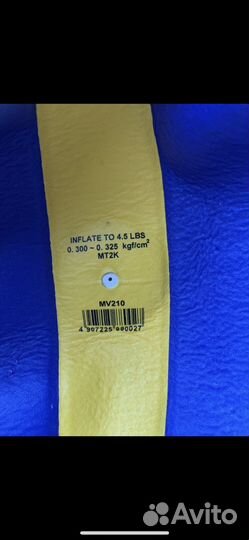 INFLATE TO 4.5 LBS
0. 300 ~ 0. 325 kgf/cm²
MT2K
MV210
4 907225 880027
Avito